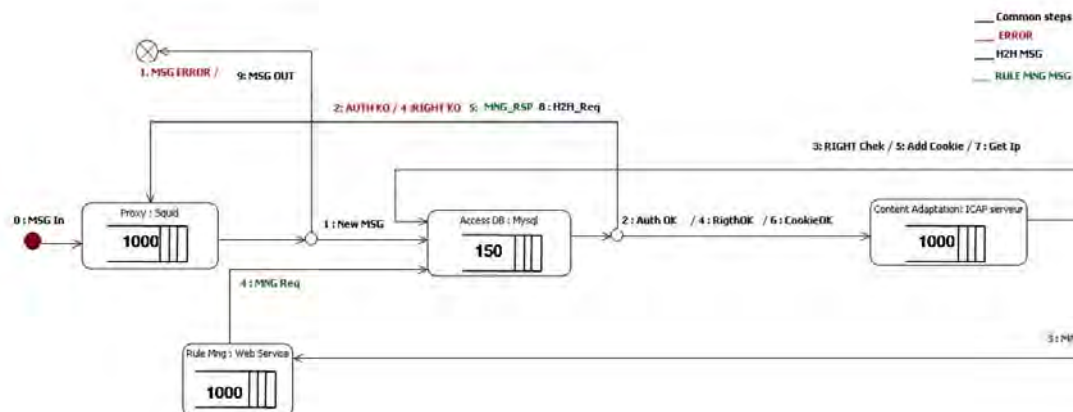 Common steps
ERROR
H2H MSG
RULE MNG MSG
1. MSG ERROR / 9: MSG OUT
2: AUTH KO / 4 :RIGHT KO 5: MNG_RSP 8 : H2H_Req
3: RIGHT Chek / 5: Add Cookie / 7 : Get Ip
0 : MSG In
Proxy : Squid
1000
1 : New MSG
Access DB : Mysql
150
2 : Auth OK / 4 : RigthOK / 6 : CookieOK
Content Adaptation: ICAP serveur
1000
4 : MNG Req
Rule Mng : Web Service
1000